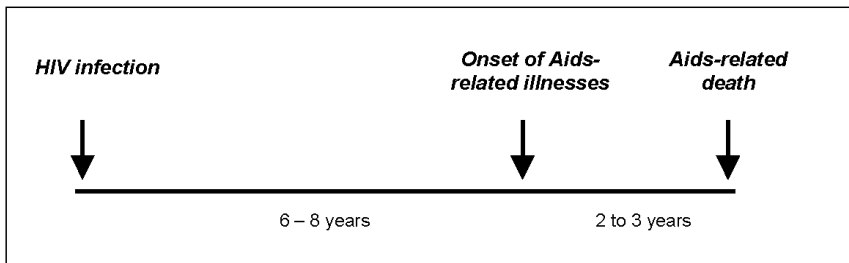 HIV infection
Onset of Aids-
related illnesses
Aids-related
death
6 – 8 years
2 to 3 years